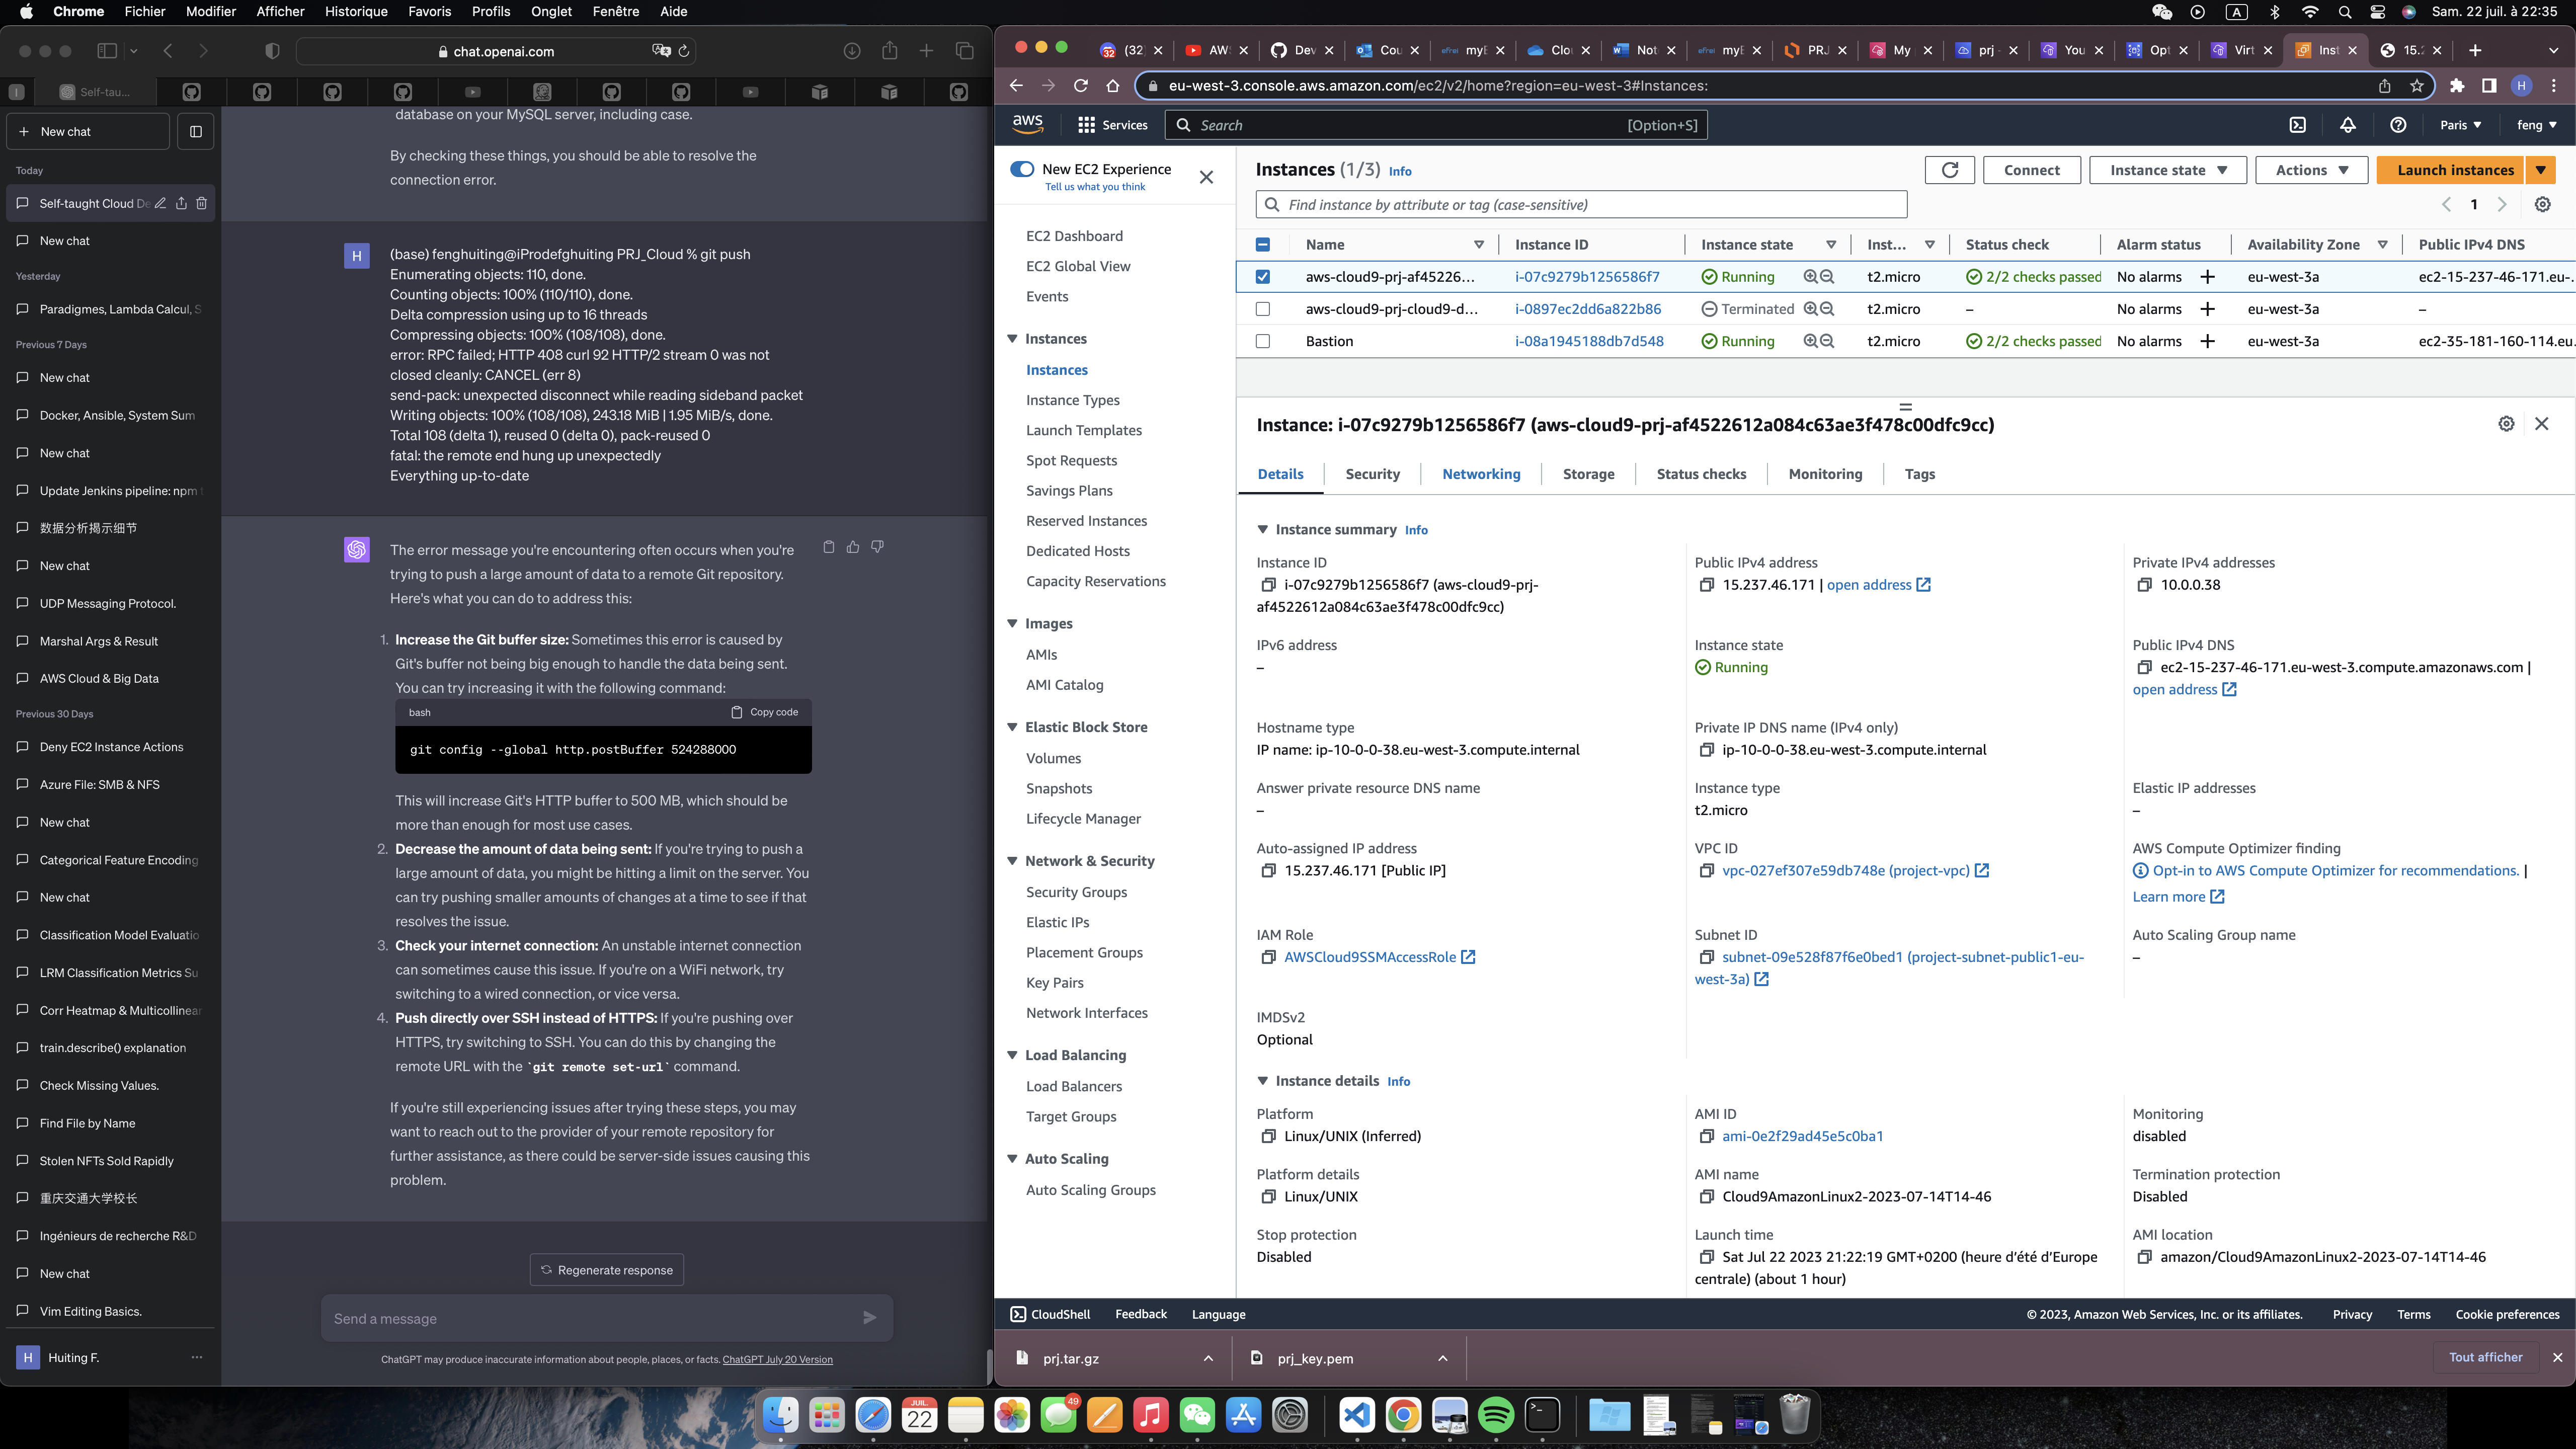 Chrome Fichier Modifier Afficher Historique Favoris Profils Onglet Fenêtre Aide
A Sam. 22 juil. à 22:35
chat.openai.com
Self-tau...
New chat
Today
Self-taught Cloud De
New chat
Yesterday
Paradigmes, Lambda Calcul, S
Previous 7 Days
New chat
Docker, Ansible, System Sum
New chat
Update Jenkins pipeline: npm
数据分析揭示细节
New chat
UDP Messaging Protocol.
Marshal Args & Result
AWS Cloud & Big Data
Previous 30 Days
Deny EC2 Instance Actions
Azure File: SMB & NFS
New chat
Categorical Feature Encoding
New chat
Classification Model Evaluatio
LRM Classification Metrics Su
Corr Heatmap & Multicollinear
train.describe() explanation
Check Missing Values.
Find File by Name
Stolen NFTs Sold Rapidly
重庆交通大学校长
Ingénieurs de recherche R&D
New chat
Vim Editing Basics.
H Huiting F.
database on your MySQL server, including case.
By checking these things, you should be able to resolve the
connection error.
H
(base) fenghuiting@iProdefghuiting PRJ_Cloud % git push
Enumerating objects: 110, done.
Counting objects: 100% (110/110), done.
Delta compression using up to 16 threads
Compressing objects: 100% (108/108), done.
error: RPC failed; HTTP 408 curl 92 HTTP/2 stream 0 was not
closed cleanly: CANCEL (err 8)
send-pack: unexpected disconnect while reading sideband packet
Writing objects: 100% (108/108), 243.18 MiB | 1.95 MiB/s, done.
Total 108 (delta 1), reused 0 (delta 0), pack-reused 0
fatal: the remote end hung up unexpectedly
Everything up-to-date
The error message you're encountering often occurs when you're
trying to push a large amount of data to a remote Git repository.
Here's what you can do to address this:
1. Increase the Git buffer size: Sometimes this error is caused by
Git's buffer not being big enough to handle the data being sent.
You can try increasing it with the following command:
bash Copy code
git config --global http.postBuffer 524288000
This will increase Git's HTTP buffer to 500 MB, which should be
more than enough for most use cases.
2. Decrease the amount of data being sent: If you're trying to push a
large amount of data, you might be hitting a limit on the server. You
can try pushing smaller amounts of changes at a time to see if that
resolves the issue.
3. Check your internet connection: An unstable internet connection
can sometimes cause this issue. If you're on a WiFi network, try
switching to a wired connection, or vice versa.
4. Push directly over SSH instead of HTTPS: If you're pushing over
HTTPS, try switching to SSH. You can do this by changing the
remote URL with the `git remote set-url` command.
If you're still experiencing issues after trying these steps, you may
want to reach out to the provider of your remote repository for
further assistance, as there could be server-side issues causing this
problem.
Regenerate response
Send a message
ChatGPT may produce inaccurate information about people, places, or facts. ChatGPT July 20 Version
(32 AW Dev Cou myE Clo Not myE PRJ My prj - You Opt Virt Inst 15.
eu-west-3.console.aws.amazon.com/ec2/v2/home?region=eu-west-3#Instances:
H
aws Services Search [Option+S] Paris feng
New EC2 Experience
Tell us what you think
EC2 Dashboard
EC2 Global View
Events
Instances
Instances
Instance Types
Launch Templates
Spot Requests
Savings Plans
Reserved Instances
Dedicated Hosts
Capacity Reservations
Images
AMIs
AMI Catalog
Elastic Block Store
Volumes
Snapshots
Lifecycle Manager
Network & Security
Security Groups
Elastic IPs
Placement Groups
Key Pairs
Network Interfaces
Load Balancing
Load Balancers
Target Groups
Auto Scaling
Auto Scaling Groups
Instances (1/3) Info Connect Instance state Actions Launch instances
Find instance by attribute or tag (case-sensitive) 1
Name Instance ID Instance state Inst... Status check Alarm status Availability Zone Public IPv4 DNS
aws-cloud9-prj-af45226... i-07c9279b1256586f7 Running t2.micro 2/2 checks passed No alarms + eu-west-3a ec2-15-237-46-171.eu-...
aws-cloud9-prj-cloud9-d... i-0897ec2dd6a822b86 Terminated t2.micro – No alarms + eu-west-3a –
Bastion i-08a1945188db7d548 Running t2.micro 2/2 checks passed No alarms + eu-west-3a ec2-35-181-160-114.eu.
Instance: i-07c9279b1256586f7 (aws-cloud9-prj-af4522612a084c63ae3f478c00dfc9cc)
Details Security Networking Storage Status checks Monitoring Tags
Instance summary Info
Instance ID
i-07c9279b1256586f7 (aws-cloud9-prj-
af4522612a084c63ae3f478c00dfc9cc)
Public IPv4 address
15.237.46.171 | open address
Private IPv4 addresses
10.0.0.38
IPv6 address
–
Instance state
Running
Public IPv4 DNS
ec2-15-237-46-171.eu-west-3.compute.amazonaws.com |
open address
Hostname type
IP name: ip-10-0-0-38.eu-west-3.compute.internal
Private IP DNS name (IPv4 only)
ip-10-0-0-38.eu-west-3.compute.internal
Answer private resource DNS name
–
Instance type
t2.micro
Elastic IP addresses
–
Auto-assigned IP address
15.237.46.171 [Public IP]
VPC ID
vpc-027ef307e59db748e (project-vpc)
AWS Compute Optimizer finding
Opt-in to AWS Compute Optimizer for recommendations. |
Learn more
IAM Role
AWSCloud9SSMAccessRole
Subnet ID
subnet-09e528f87f6e0bed1 (project-subnet-public1-eu-
west-3a)
Auto Scaling Group name
–
IMDSv2
Optional
Instance details Info
Platform
Linux/UNIX (Inferred)
AMI ID
ami-0e2f29ad45e5c0ba1
Monitoring
disabled
Platform details
Linux/UNIX
AMI name
Cloud9AmazonLinux2-2023-07-14T14-46
Termination protection
Disabled
Stop protection
Disabled
Launch time
Sat Jul 22 2023 21:22:19 GMT+0200 (heure d’été d’Europe
centrale) (about 1 hour)
AMI location
amazon/Cloud9AmazonLinux2-2023-07-14T14-46
CloudShell Feedback Language © 2023, Amazon Web Services, Inc. or its affiliates. Privacy Terms Cookie preferences
prj.tar.gz prj_key.pem Tout afficher
JUIL. 22 49